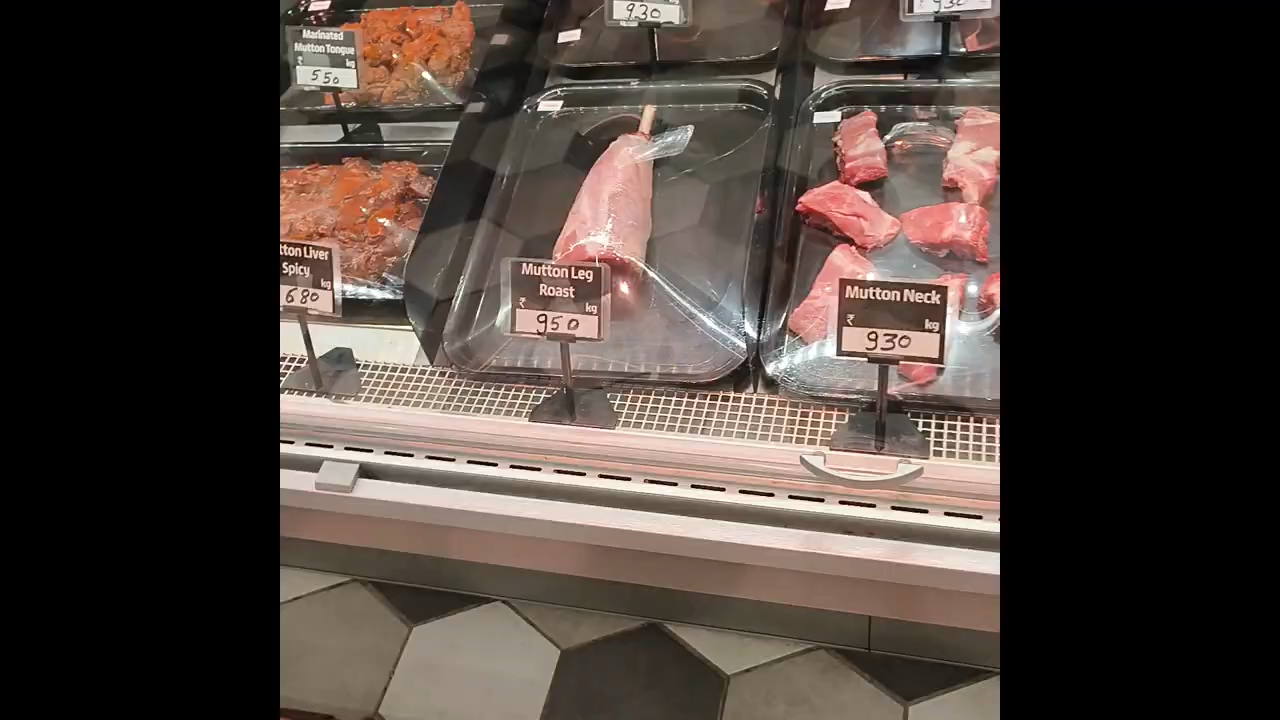 930
₹ 930
Marinated
Mutton Tongue
₹ kg
550
tton Liver
Spicy
kg
680
Mutton Leg
Roast
₹ kg
950
Mutton Neck
₹ kg
930